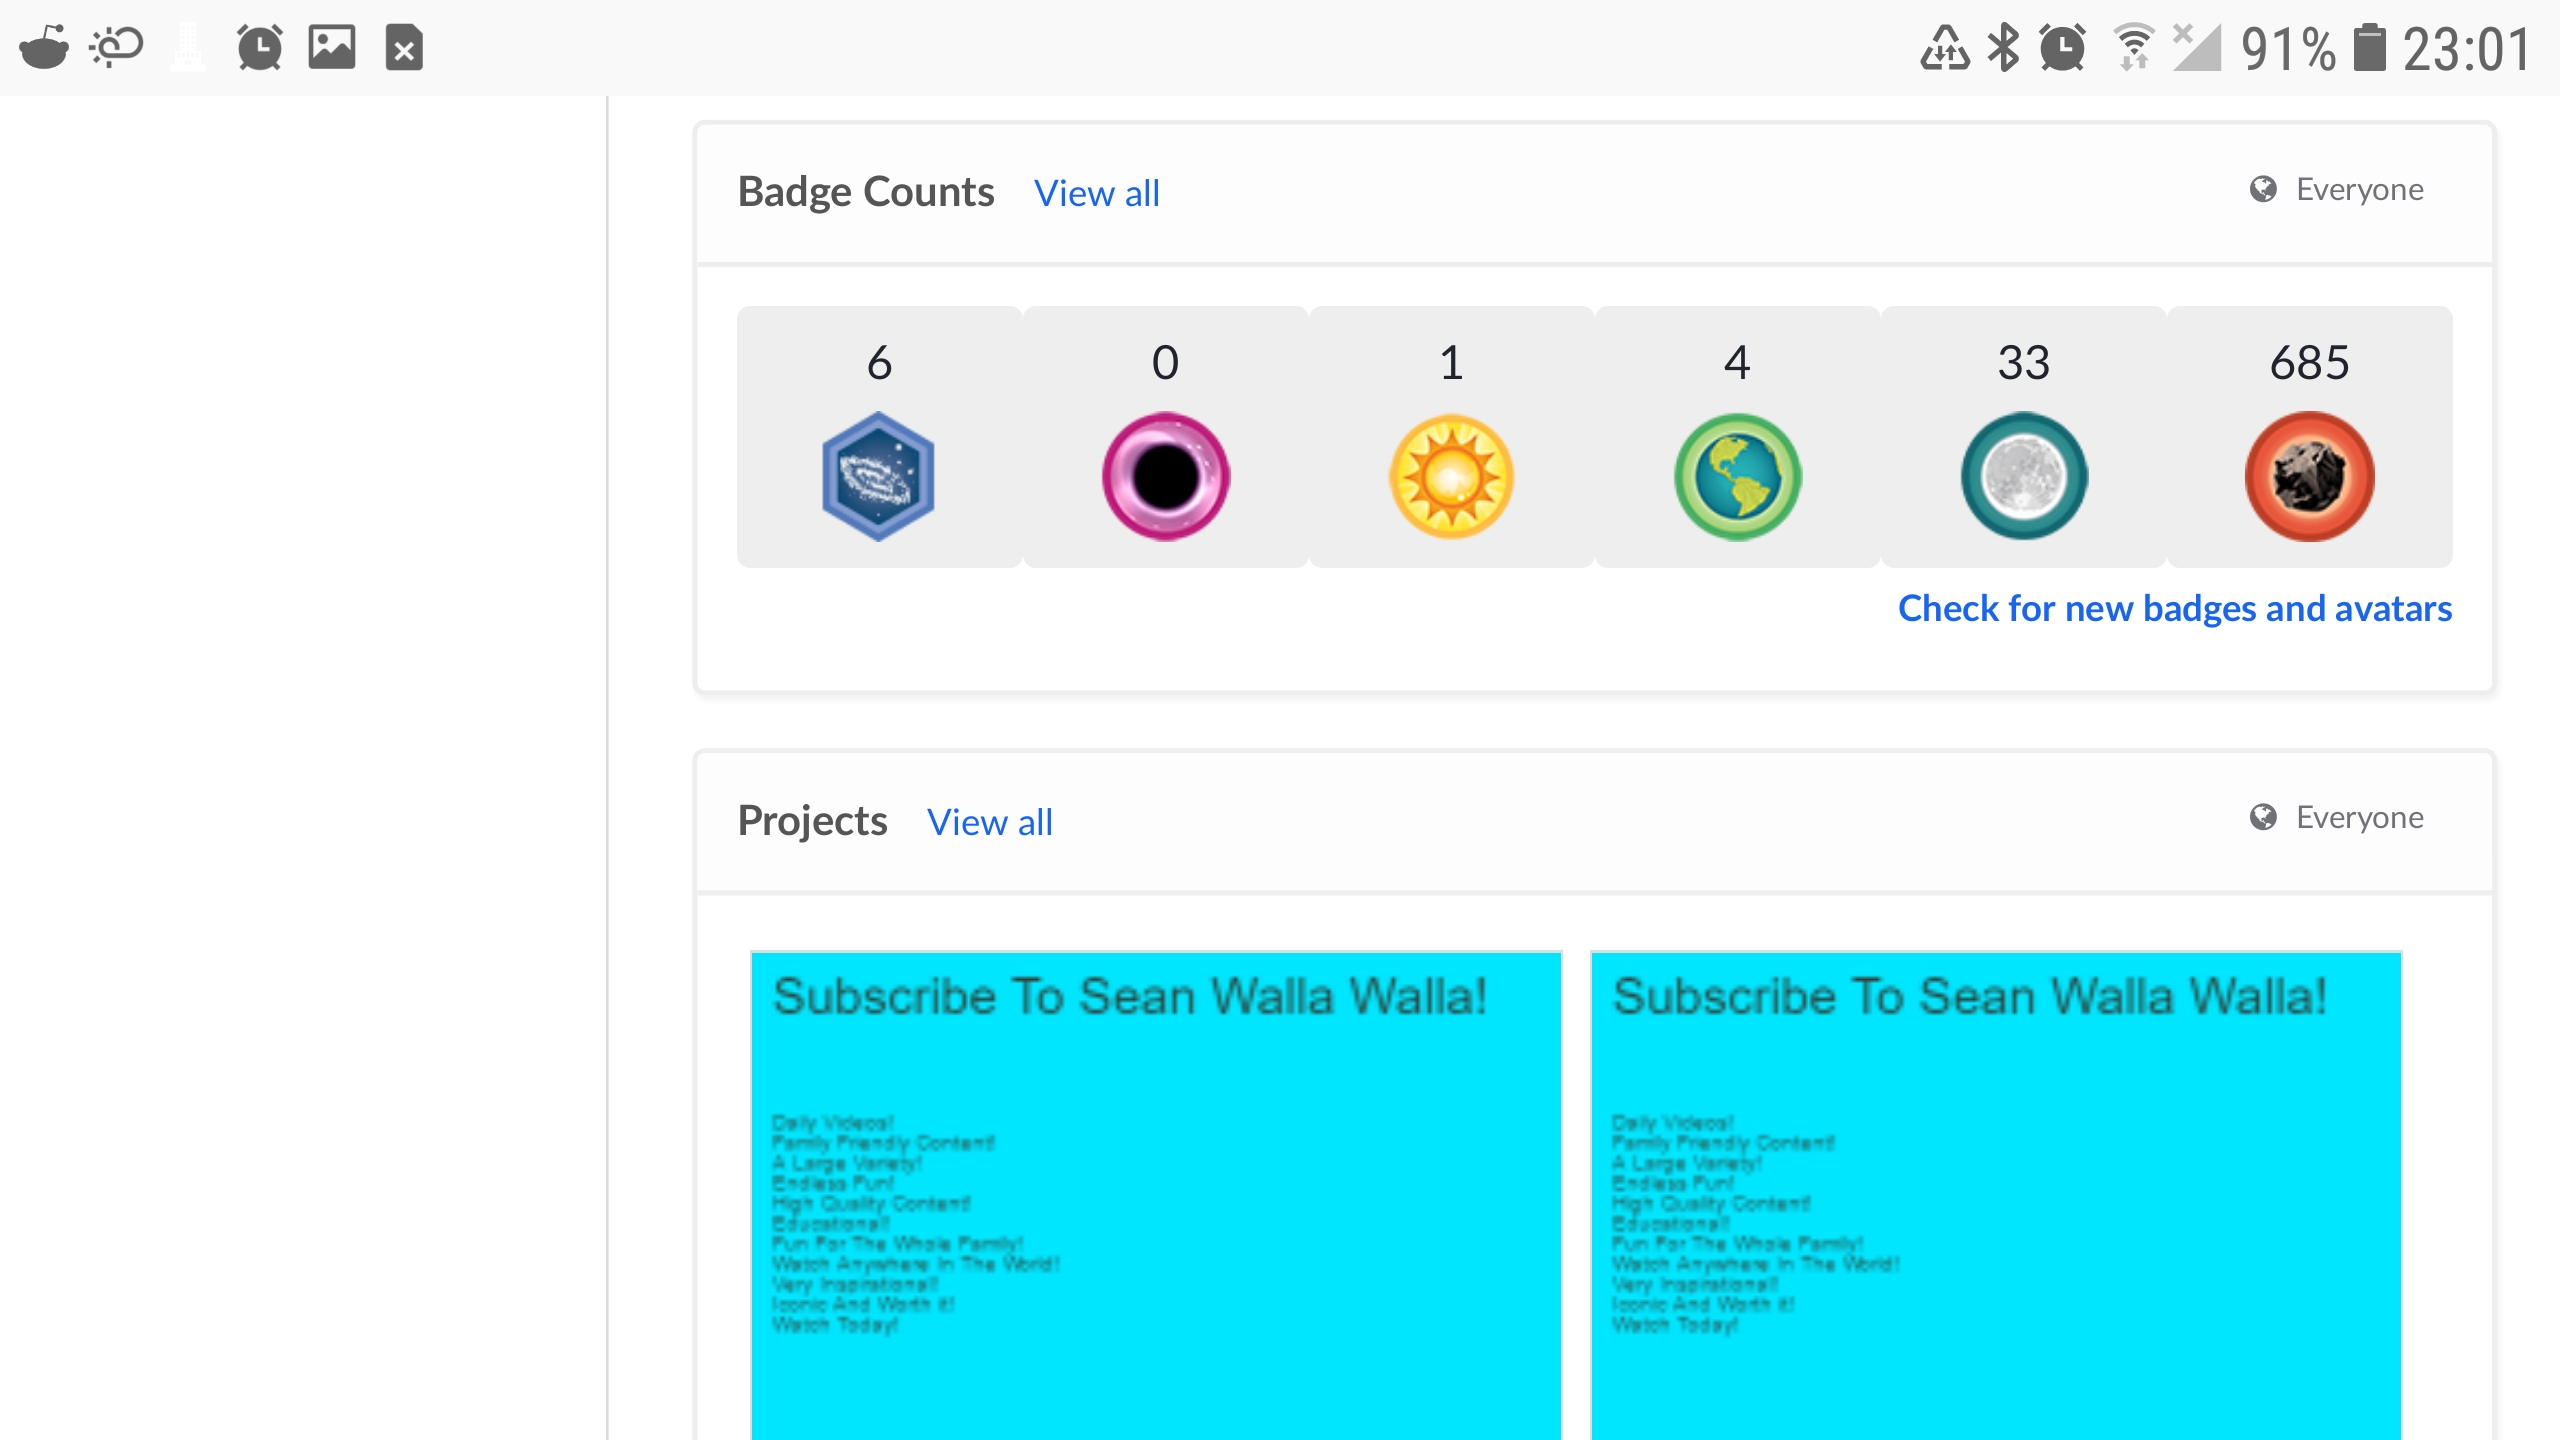 91% 23:01
Badge Counts View all Everyone
6 0 1 4 33 685
Check for new badges and avatars
Projects View all Everyone
Subscribe To Sean Walla Walla! Subscribe To Sean Walla Walla!
Daily Videos! Daily Videos!
Family Friendly Content! Family Friendly Content!
A Large Variety! A Large Variety!
Endless Fun! Endless Fun!
High Quality Content! High Quality Content!
Educational! Educational!
Fun For The Whole Family! Fun For The Whole Family!
Watch Anywhere In The World! Watch Anywhere In The World!
Very Inspirational! Very Inspirational!
Iconic And Worth It! Iconic And Worth It!
Watch Today! Watch Today!